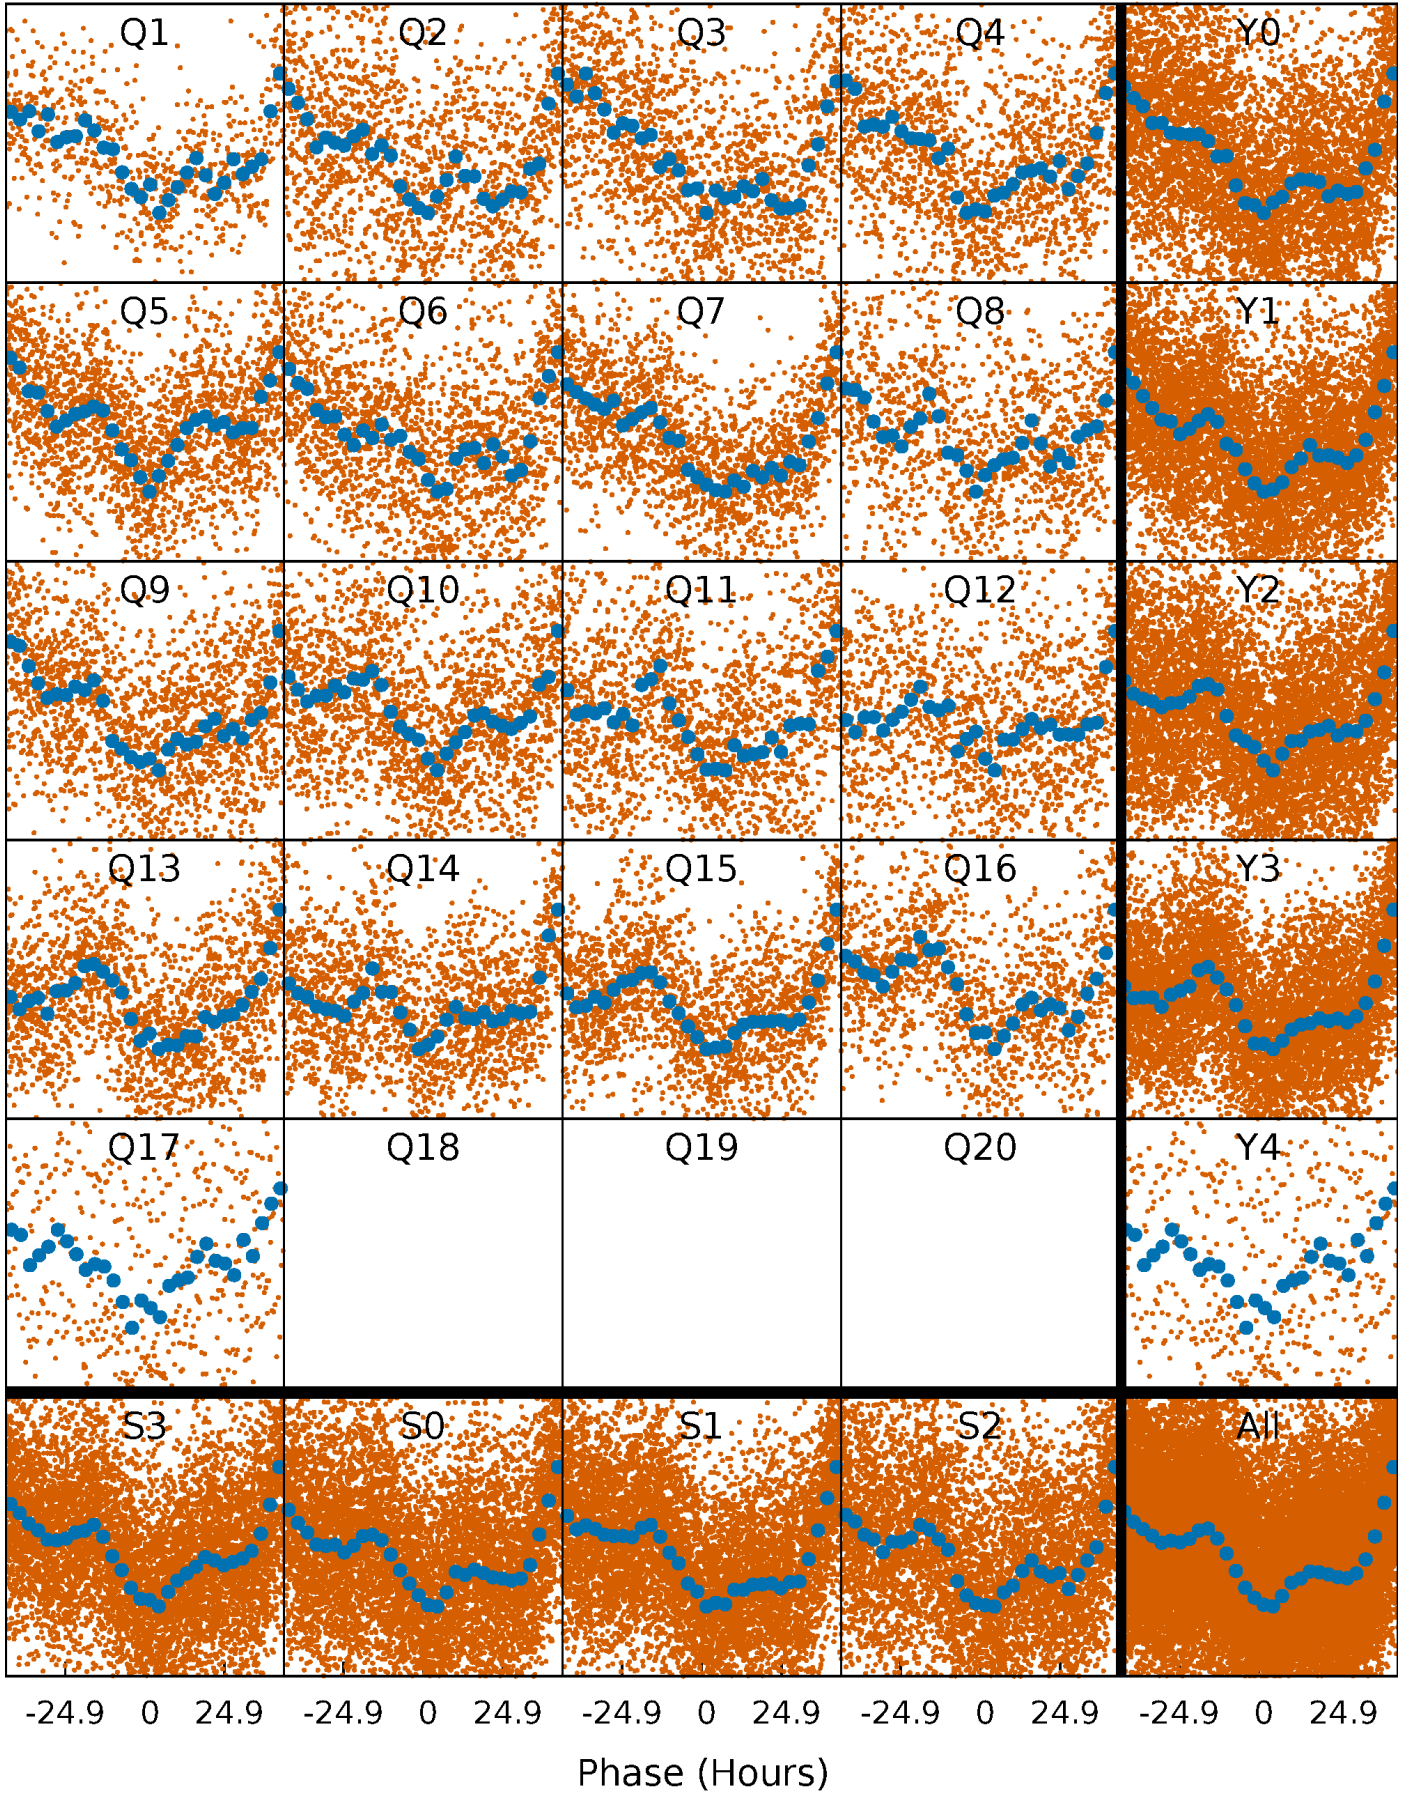 Q1 Q2 Q3 Q4 Y0
Q5 Q6 Q7 Q8 Y1
Q9 Q10 Q11 Q12 Y2
Q13 Q14 Q15 Q16 Y3
Q17 Q18 Q19 Q20 Y4
S3 S0 S1 S2 All
-24.9 0 24.9 -24.9 0 24.9 -24.9 0 24.9 -24.9 0 24.9 -24.9 0 24.9
Phase (Hours)